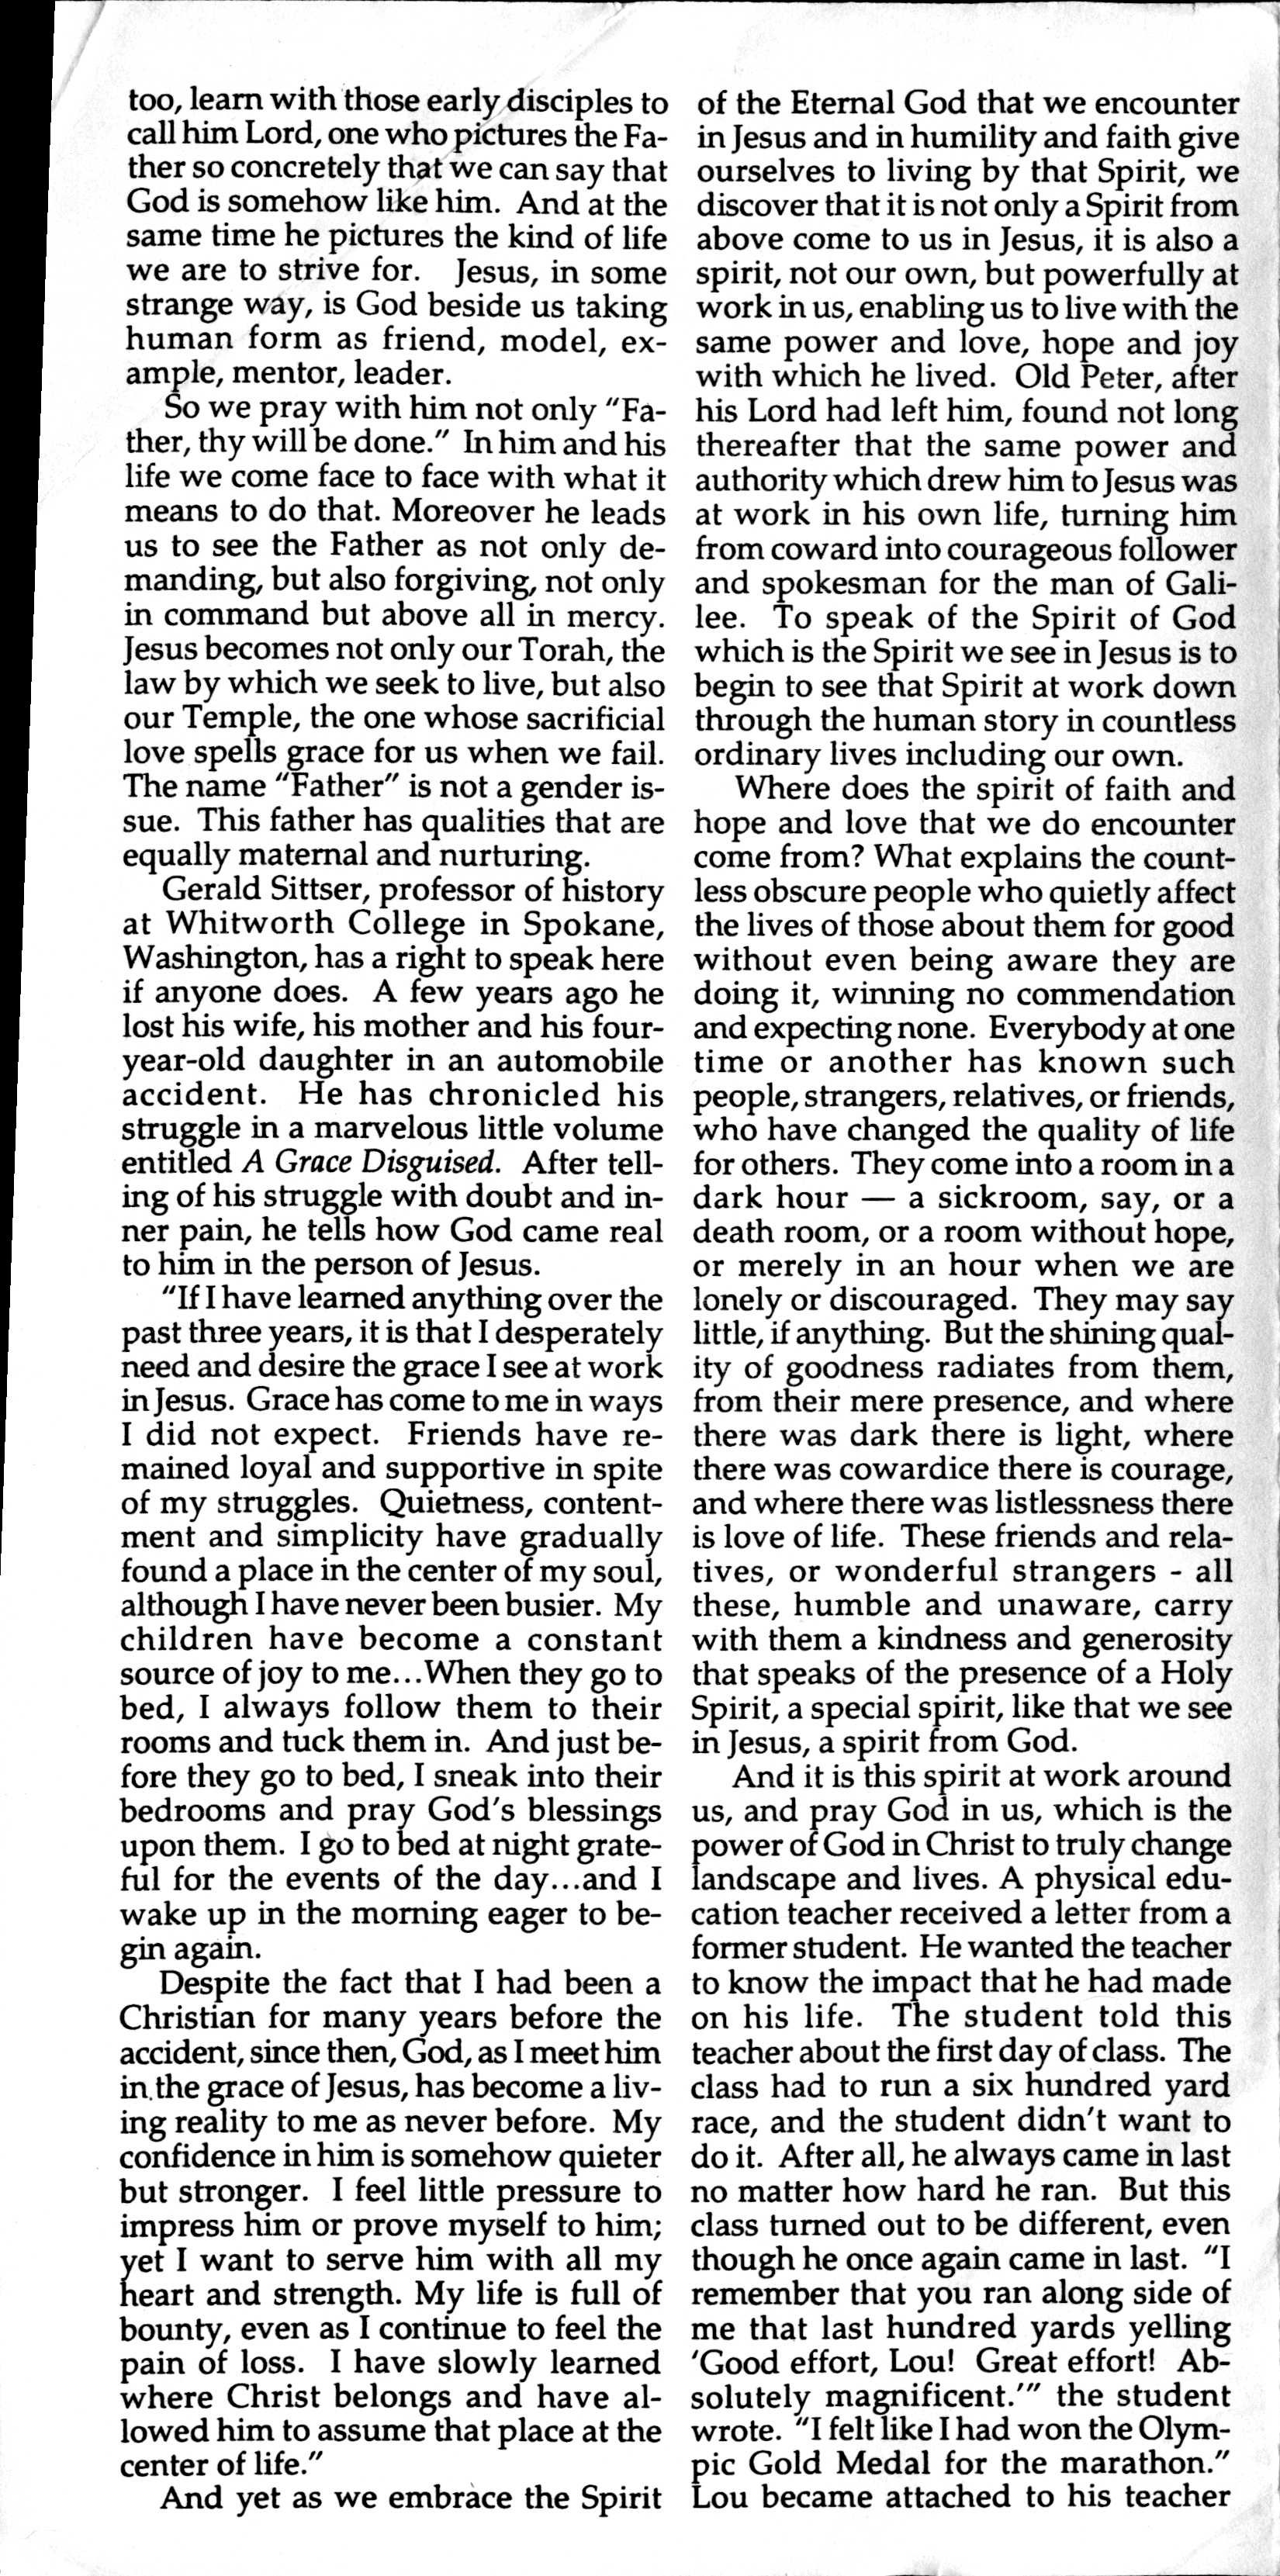 too, learn with those early disciples to
call him Lord, one who pictures the Fa-
ther so concretely that we can say that
God is somehow like him. And at the
same time he pictures the kind of life
we are to strive for. Jesus, in some
strange way, is God beside us taking
human form as friend, model, ex-
ample, mentor, leader.
So we pray with him not only "Fa-
ther, thy will be done." In him and his
life we come face to face with what it
means to do that. Moreover he leads
us to see the Father as not only de-
manding, but also forgiving, not only
in command but above all in mercy.
Jesus becomes not only our Torah, the
law by which we seek to live, but also
our Temple, the one whose sacrificial
love spells grace for us when we fail.
The name "Father" is not a gender is-
sue. This father has qualities that are
equally maternal and nurturing.
Gerald Sittser, professor of history
at Whitworth College in Spokane,
Washington, has a right to speak here
if anyone does. A few years ago he
lost his wife, his mother and his four-
year-old daughter in an automobile
accident. He has chronicled his
struggle in a marvelous little volume
entitled A Grace Disguised. After tell-
ing of his struggle with doubt and in-
ner pain, he tells how God came real
to him in the person of Jesus.
"If I have learned anything over the
past three years, it is that I desperately
need and desire the grace I see at work
in Jesus. Grace has come to me in ways
I did not expect. Friends have re-
mained loyal and supportive in spite
of my struggles. Quietness, content-
ment and simplicity have gradually
found a place in the center of my soul,
although I have never been busier. My
children have become a constant
source of joy to me...When they go to
bed, I always follow them to their
rooms and tuck them in. And just be-
fore they go to bed, I sneak into their
bedrooms and pray God's blessings
upon them. I go to bed at night grate-
ful for the events of the day...and I
wake up in the morning eager to be-
gin again.
Despite the fact that I had been a
Christian for many years before the
accident, since then, God, as I meet him
in the grace of Jesus, has become a liv-
ing reality to me as never before. My
confidence in him is somehow quieter
but stronger. I feel little pressure to
impress him or prove myself to him;
yet I want to serve him with all my
heart and strength. My life is full of
bounty, even as I continue to feel the
pain of loss. I have slowly learned
where Christ belongs and have al-
lowed him to assume that place at the
center of life."
And yet as we embrace the Spirit
of the Eternal God that we encounter
in Jesus and in humility and faith give
ourselves to living by that Spirit, we
discover that it is not only a Spirit from
above come to us in Jesus, it is also a
spirit, not our own, but powerfully at
work in us, enabling us to live with the
same power and love, hope and joy
with which he lived. Old Peter, after
his Lord had left him, found not long
thereafter that the same power and
authority which drew him to Jesus was
at work in his own life, turning him
from coward into courageous follower
and spokesman for the man of Gali-
lee. To speak of the Spirit of God
which is the Spirit we see in Jesus is to
begin to see that Spirit at work down
through the human story in countless
ordinary lives including our own.
Where does the spirit of faith and
hope and love that we do encounter
come from? What explains the count-
less obscure people who quietly affect
the lives of those about them for good
without even being aware they are
doing it, winning no commendation
and expecting none. Everybody at one
time or another has known such
people, strangers, relatives, or friends,
who have changed the quality of life
for others. They come into a room in a
dark hour — a sickroom, say, or a
death room, or a room without hope,
or merely in an hour when we are
lonely or discouraged. They may say
little, if anything. But the shining qual-
ity of goodness radiates from them,
from their mere presence, and where
there was dark there is light, where
there was cowardice there is courage,
and where there was listlessness there
is love of life. These friends and rela-
tives, or wonderful strangers - all
these, humble and unaware, carry
with them a kindness and generosity
that speaks of the presence of a Holy
Spirit, a special spirit, like that we see
in Jesus, a spirit from God.
And it is this spirit at work around
us, and pray God in us, which is the
power of God in Christ to truly change
landscape and lives. A physical edu-
cation teacher received a letter from a
former student. He wanted the teacher
to know the impact that he had made
on his life. The student told this
teacher about the first day of class. The
class had to run a six hundred yard
race, and the student didn't want to
do it. After all, he always came in last
no matter how hard he ran. But this
class turned out to be different, even
though he once again came in last. "I
remember that you ran along side of
me that last hundred yards yelling
'Good effort, Lou! Great effort! Ab-
solutely magnificent.'" the student
wrote. "I felt like I had won the Olym-
pic Gold Medal for the marathon."
Lou became attached to his teacher